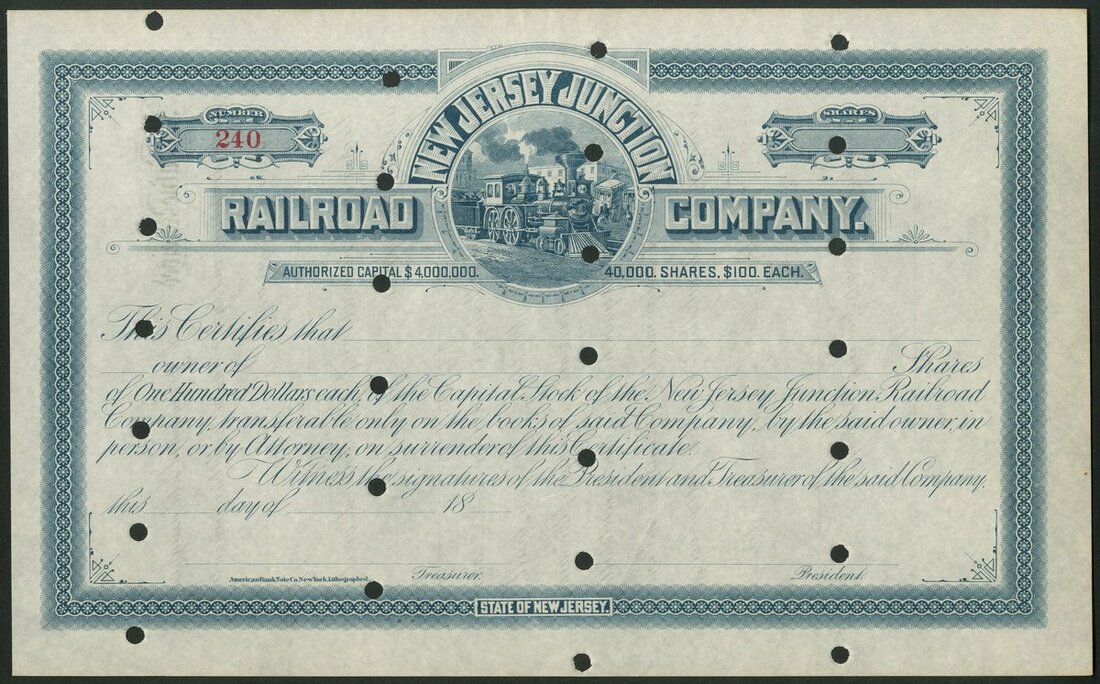 NUMBER
240
SHARES
NEW JERSEY JUNCTION
RAILROAD COMPANY.
AUTHORIZED CAPITAL $4,000,000. 40,000. SHARES, $100. EACH.
This Certifies that
owner of Shares
of One Hundred Dollars each, of the Capital Stock of the New Jersey Junction Railroad
Company, transferable only on the books of said Company, by the said owner, in
person, or by Attorney, on surrender of this Certificate.
Witness the signatures of the President and Treasurer of the said Company,
this day of 18
American Bank Note Co. New York. Lithographed.
Treasurer. President.
STATE OF NEW JERSEY.